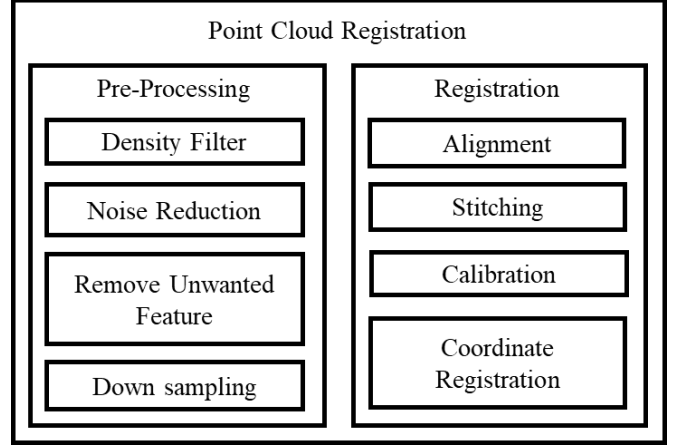 Point Cloud Registration
Pre-Processing
Density Filter
Noise Reduction
Remove Unwanted
Feature
Down sampling
Registration
Alignment
Stitching
Calibration
Coordinate
Registration